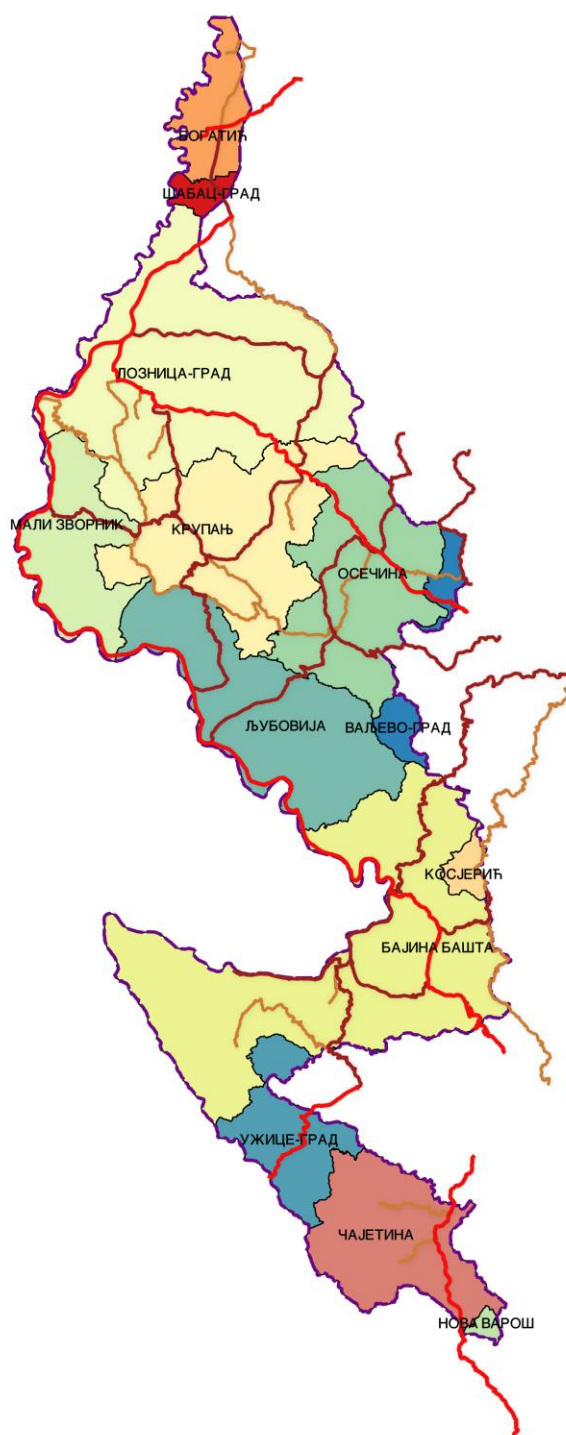 БОГАТИЋ
ШАБАЦ-ГРАД
ЛОЗНИЦА-ГРАД
МАЛИ ЗВОРНИК
КРУПАЊ
ОСЕЧИНА
ЉУБОВИЈА
ВАЉЕВО-ГРАД
КОСЈЕРИЋ
БАЈИНА БАШТА
УЖИЦЕ-ГРАД
ЧАЈЕТИНА
НОВА ВАРОШ